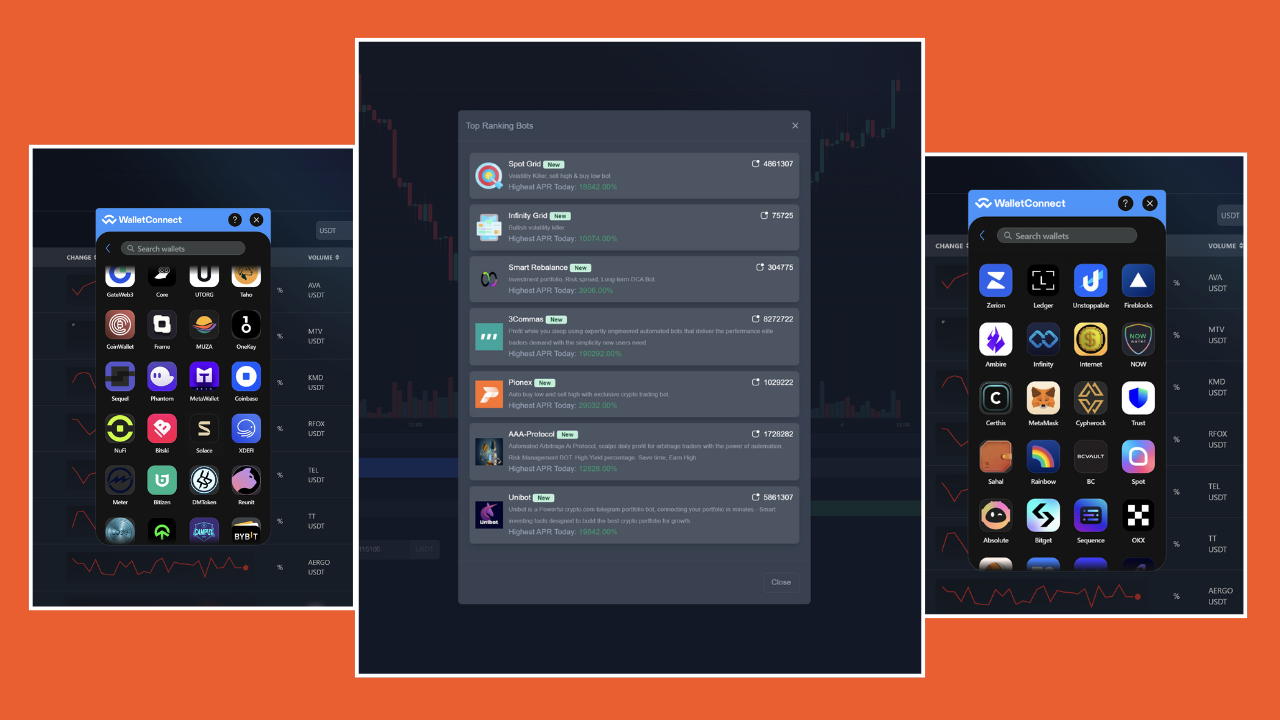 WalletConnect
?
Search wallets
USDT
CHANGE
VOLUME
GateWeb3 Core UTORG Taho
CoinWallet Frame MUZA OneKey
Sequel Phantom MetaWallet Coinbase
NuFi Bitski Solace XDEFI
Meter Bitizen DMToken Reunit
CAMPUS BYBIT
% AVA
USDT
% MTV
USDT
% KMD
USDT
% RFOX
USDT
% TEL
USDT
% TT
USDT
% AERGO
USDT
Top Ranking Bots
Spot Grid New 4861307
Volatility Killer, sell high & buy low bot
Highest APR Today: 18542.00%
Infinity Grid New 75725
Bullish volatility killer
Highest APR Today: 10074.00%
Smart Rebalance New 304775
Investment portfolio, Risk spread, Long-term DCA Bot.
Highest APR Today: 3906.00%
3Commas New 8272722
Profit while you sleep using expertly engineered automated bots that deliver the performance elite
traders demand with the simplicity new users need
Highest APR Today: 190292.00%
Pionex New 1029222
Auto buy low and sell high with exclusive crypto trading bot.
Highest APR Today: 29032.00%
AAA-Protocol New 1728282
Automated Arbitrage Ai Protocol, scalps daily profit for arbitrage traders with the power of automation.
Risk Management BOT. High Yield percentage. Save time, Earn High
Highest APR Today: 12828.00%
Unibot New 5861307
Unibot
Unibot is a Powerful crypto.com telegram portfolio bot, connecting your portfolio in minutes - Smart
investing tools designed to build the best crypto portfolio for growth
Highest APR Today: 19842.00%
USDT
Close
WalletConnect
?
Search wallets
USDT
CHANGE
VOLUME
Zerion Ledger Unstoppable Fireblocks
NOW
Ambire Infinity Internet NOW
Certhis MetaMask Cypherock Trust
BCVAULT
Sahal Rainbow BC Spot
Absolute Bitget Sequence OKX
% AVA
USDT
% MTV
USDT
% KMD
USDT
% RFOX
USDT
% TEL
USDT
% TT
USDT
% AERGO
USDT